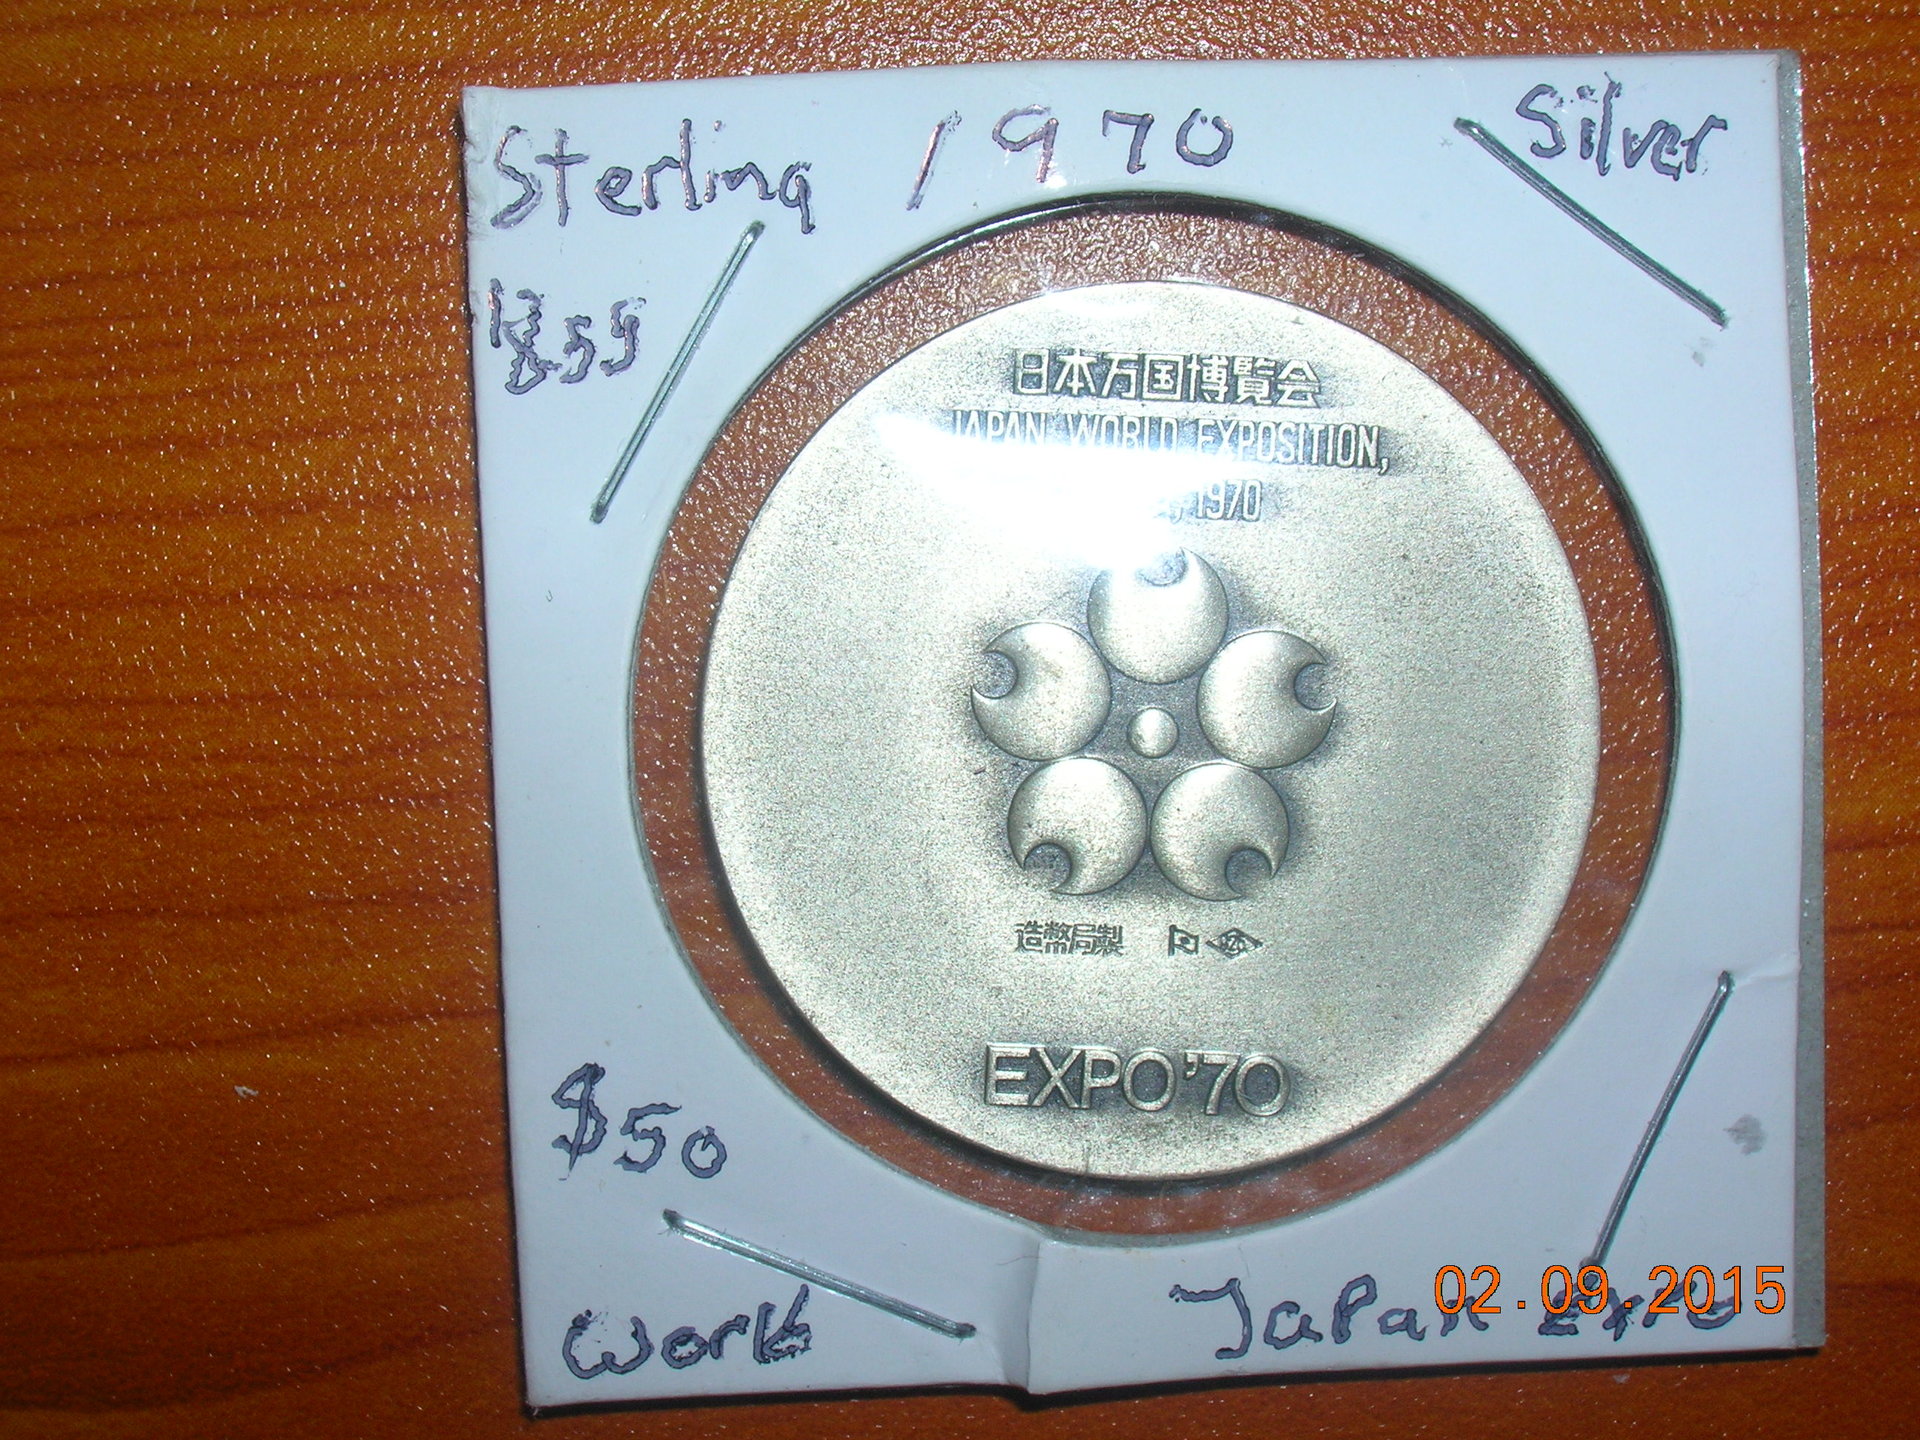 Sterling 1970 Silver
$55
日本万国博覧会
JAPAN WORLD EXPOSITION,
, 1970
造幣局製
EXPO'70
$50
World Japan Expo
02.09.2015